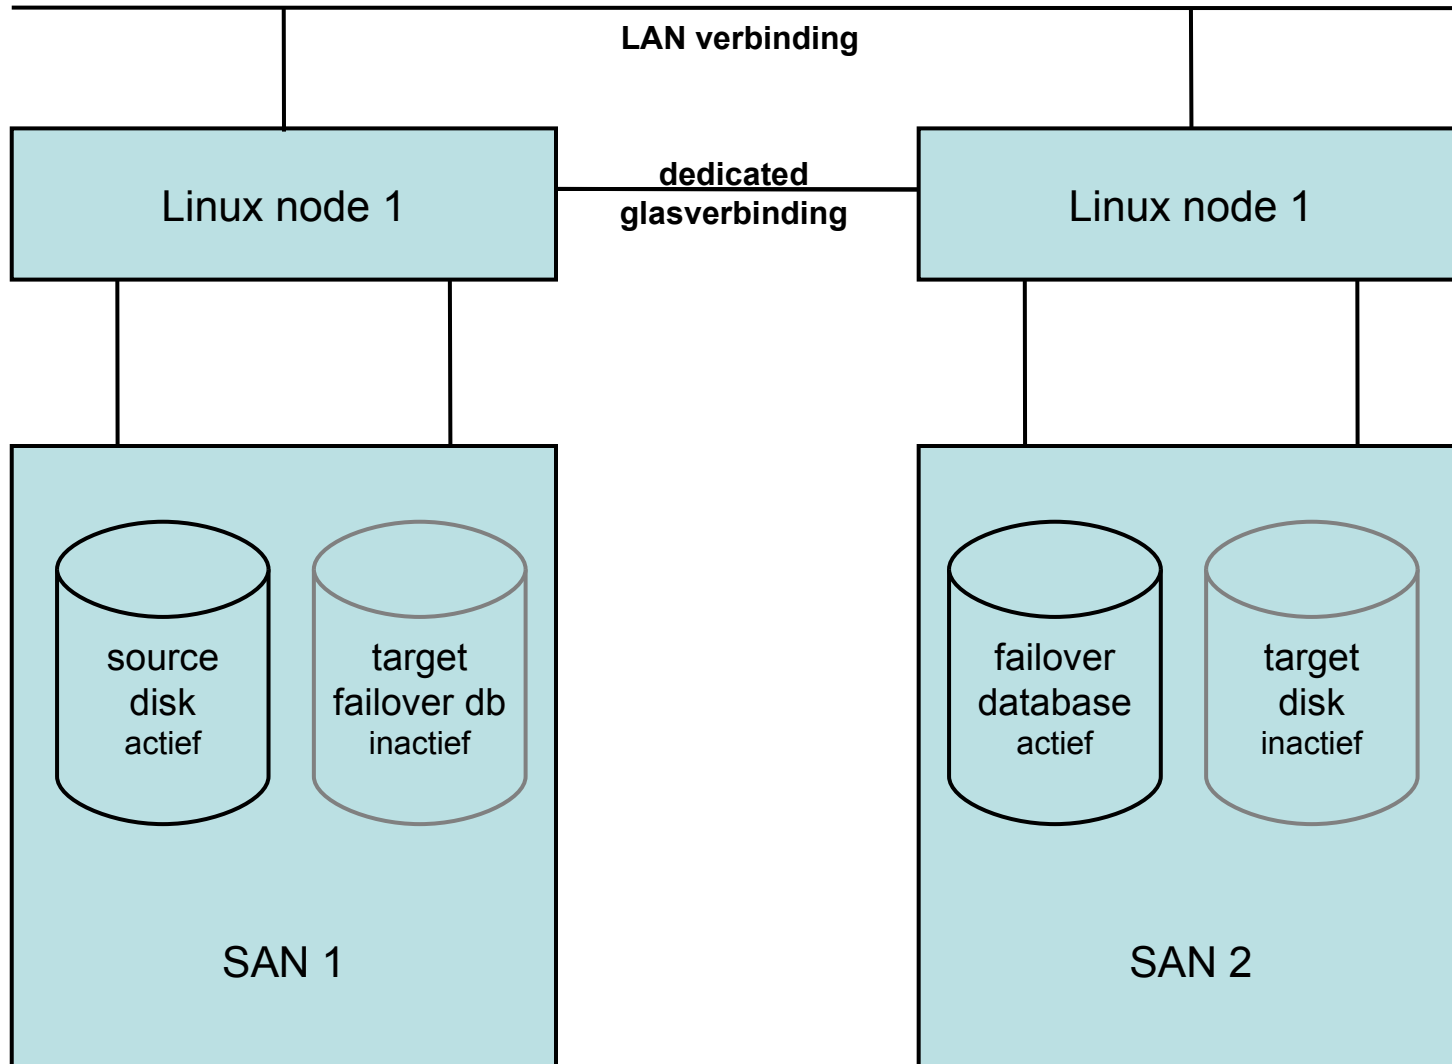 LAN verbinding
Linux node 1
dedicated
glasverbinding
Linux node 1
source
disk
actief
target
failover db
inactief
failover
database
actief
target
disk
inactief
SAN 1
SAN 2